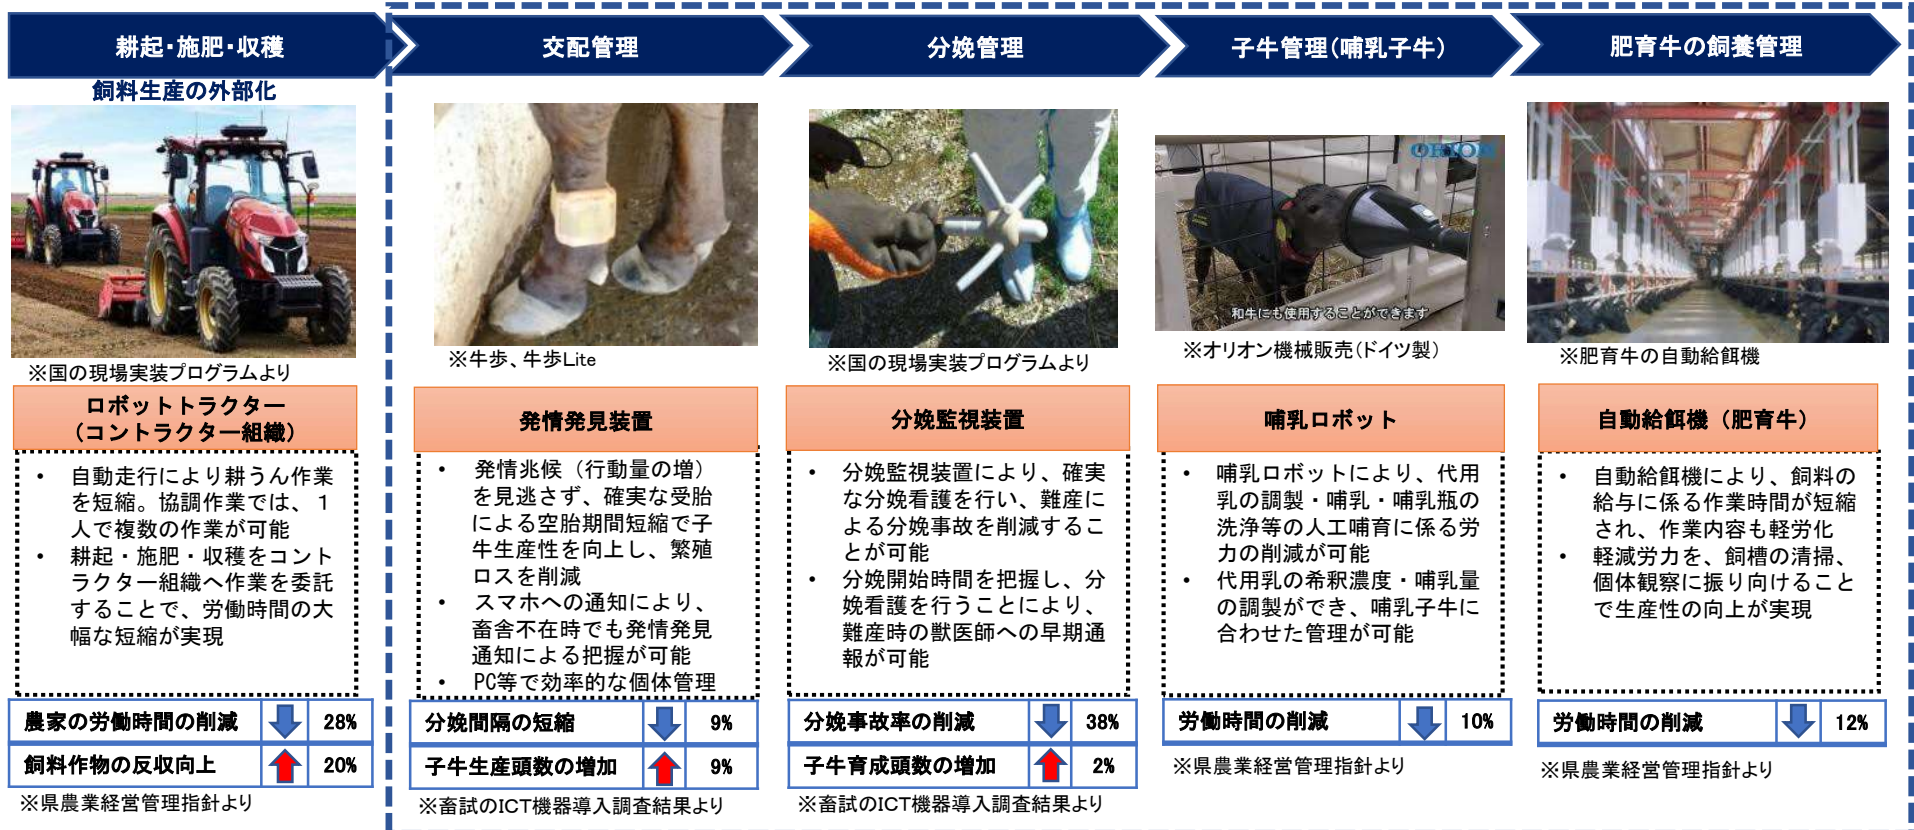 耕起・施肥・収穫
交配管理
分娩管理
子牛管理(哺乳子牛)
肥育牛の飼養管理
飼料生産の外部化
※国の現場実装プログラムより
ロボットトラクター
（コントラクター組織）
• 自動走行により耕うん作業
を短縮。協調作業では、１
人で複数の作業が可能
• 耕起・施肥・収穫をコント
ラクター組織へ作業を委託
することで、労働時間の大
幅な短縮が実現
農家の労働時間の削減 28%
飼料作物の反収向上 20%
※県農業経営管理指針より
※牛歩、牛歩Lite
発情発見装置
• 発情兆候（行動量の増）
を見逃さず、確実な受胎
による空胎期間短縮で子
牛生産性を向上し、繁殖
ロスを削減
• スマホへの通知により、
畜舎不在時でも発情発見
通知による把握が可能
• PC等で効率的な個体管理
分娩間隔の短縮 9%
子牛生産頭数の増加 9%
※畜試のICT機器導入調査結果より
※国の現場実装プログラムより
分娩監視装置
• 分娩監視装置により、確実
な分娩看護を行い、難産に
よる分娩事故を削減するこ
とが可能
• 分娩開始時間を把握し、分
娩看護を行うことにより、
難産時の獣医師への早期通
報が可能
分娩事故率の削減 38%
子牛育成頭数の増加 2%
※畜試のICT機器導入調査結果より
ORION
和牛にも使用することができます
※オリオン機械販売(ドイツ製)
哺乳ロボット
• 哺乳ロボットにより、代用
乳の調製・哺乳・哺乳瓶の
洗浄等の人工哺育に係る労
力の削減が可能
• 代用乳の希釈濃度・哺乳量
の調製ができ、哺乳子牛に
合わせた管理が可能
労働時間の削減 10%
※県農業経営管理指針より
※肥育牛の自動給餌機
自動給餌機（肥育牛）
• 自動給餌機により、飼料の
給与に係る作業時間が短縮
され、作業内容も軽労化
• 軽減労力を、飼槽の清掃、
個体観察に振り向けること
で生産性の向上が実現
労働時間の削減 12%
※県農業経営管理指針より